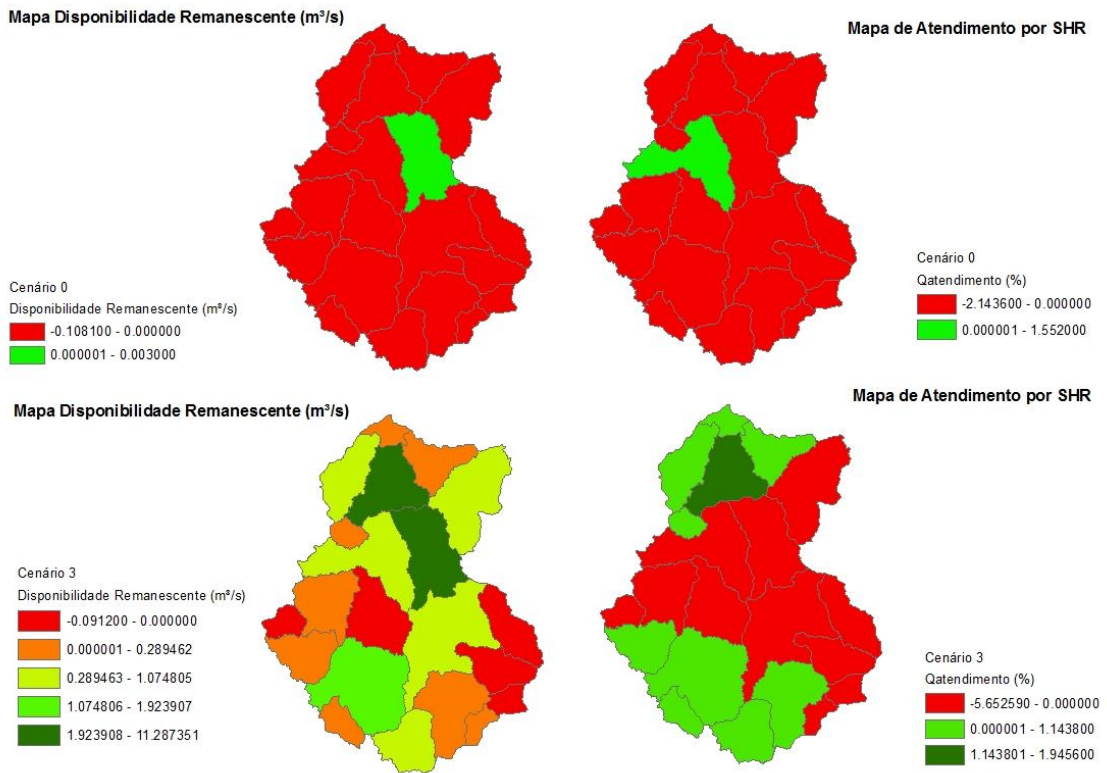 Mapa Disponibilidade Remanescente (m³/s)
Mapa de Atendimento por SHR
Cenário 0
Disponibilidade Remanescente (m³/s)
-0.108100 - 0.000000
0.000001 - 0.003000
Cenário 0
Qatendimento (%)
-2.143600 - 0.000000
0.000001 - 1.552000
Mapa Disponibilidade Remanescente (m³/s)
Mapa de Atendimento por SHR
Cenário 3
Disponibilidade Remanescente (m³/s)
-0.091200 - 0.000000
0.000001 - 0.289462
0.289463 - 1.074805
1.074806 - 1.923907
1.923908 - 11.287351
Cenário 3
Qatendimento (%)
-5.652590 - 0.000000
0.000001 - 1.143800
1.143801 - 1.945600